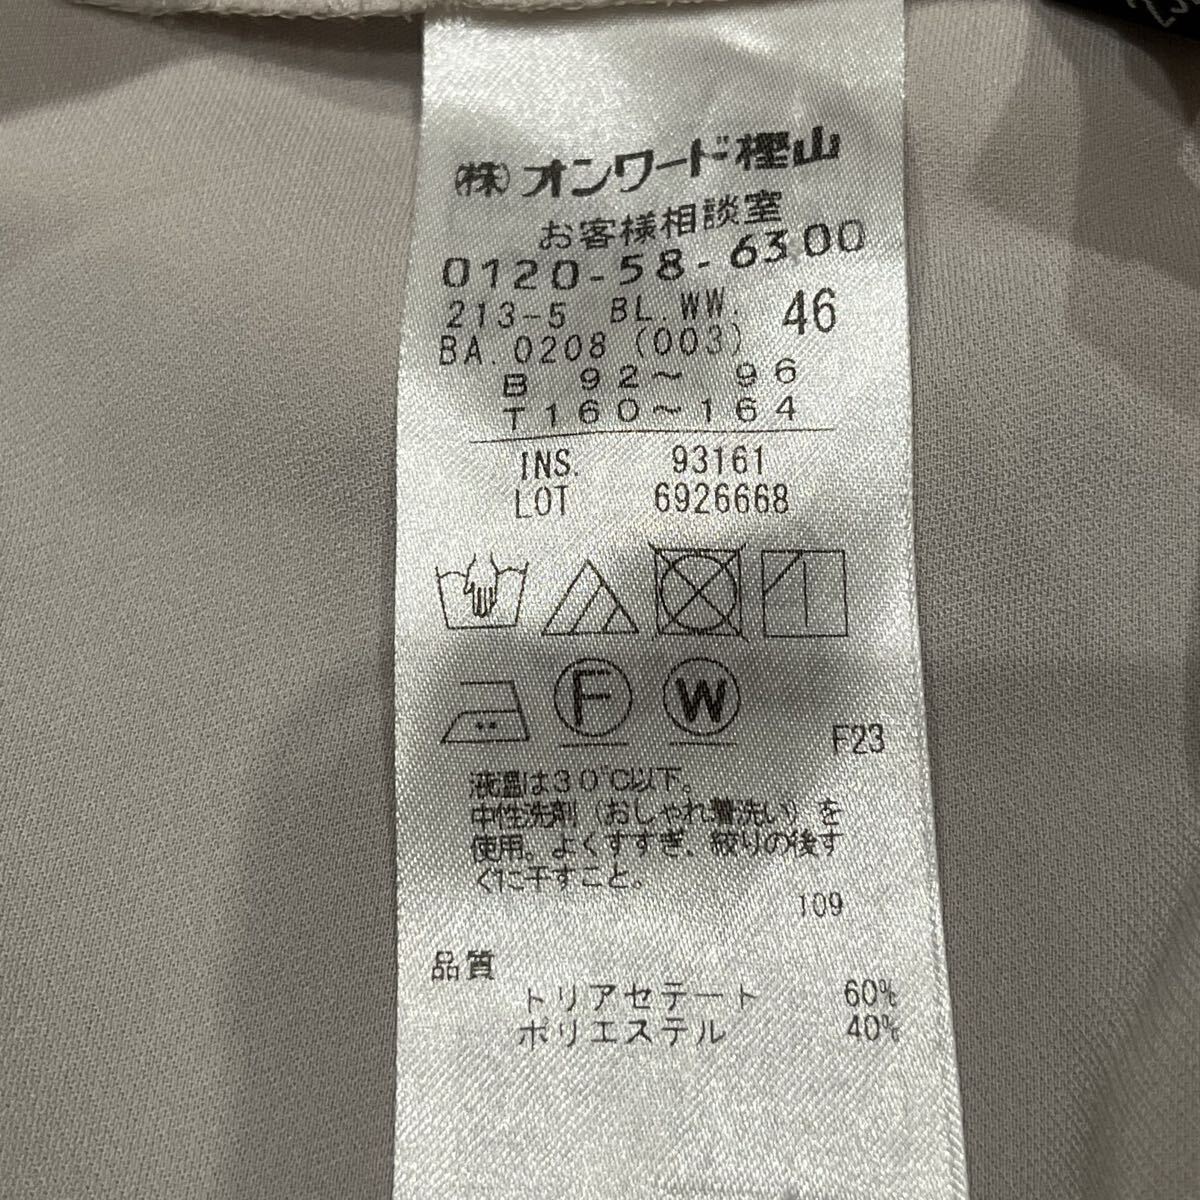 ㈱オンワード樫山
お客様相談室
0120-58-6300
213-5 BL.WW. 46
BA.0208 (003)
B 92～ 96
T160～164
INS. 93161
LOT 6926668
F W
F23
液温は30℃以下。
中性洗剤（おしゃれ着洗い）を
使用。よくすすぎ、絞りの後す
ぐに干すこと。
109
品質
トリアセテート 60%
ポリエステル 40%